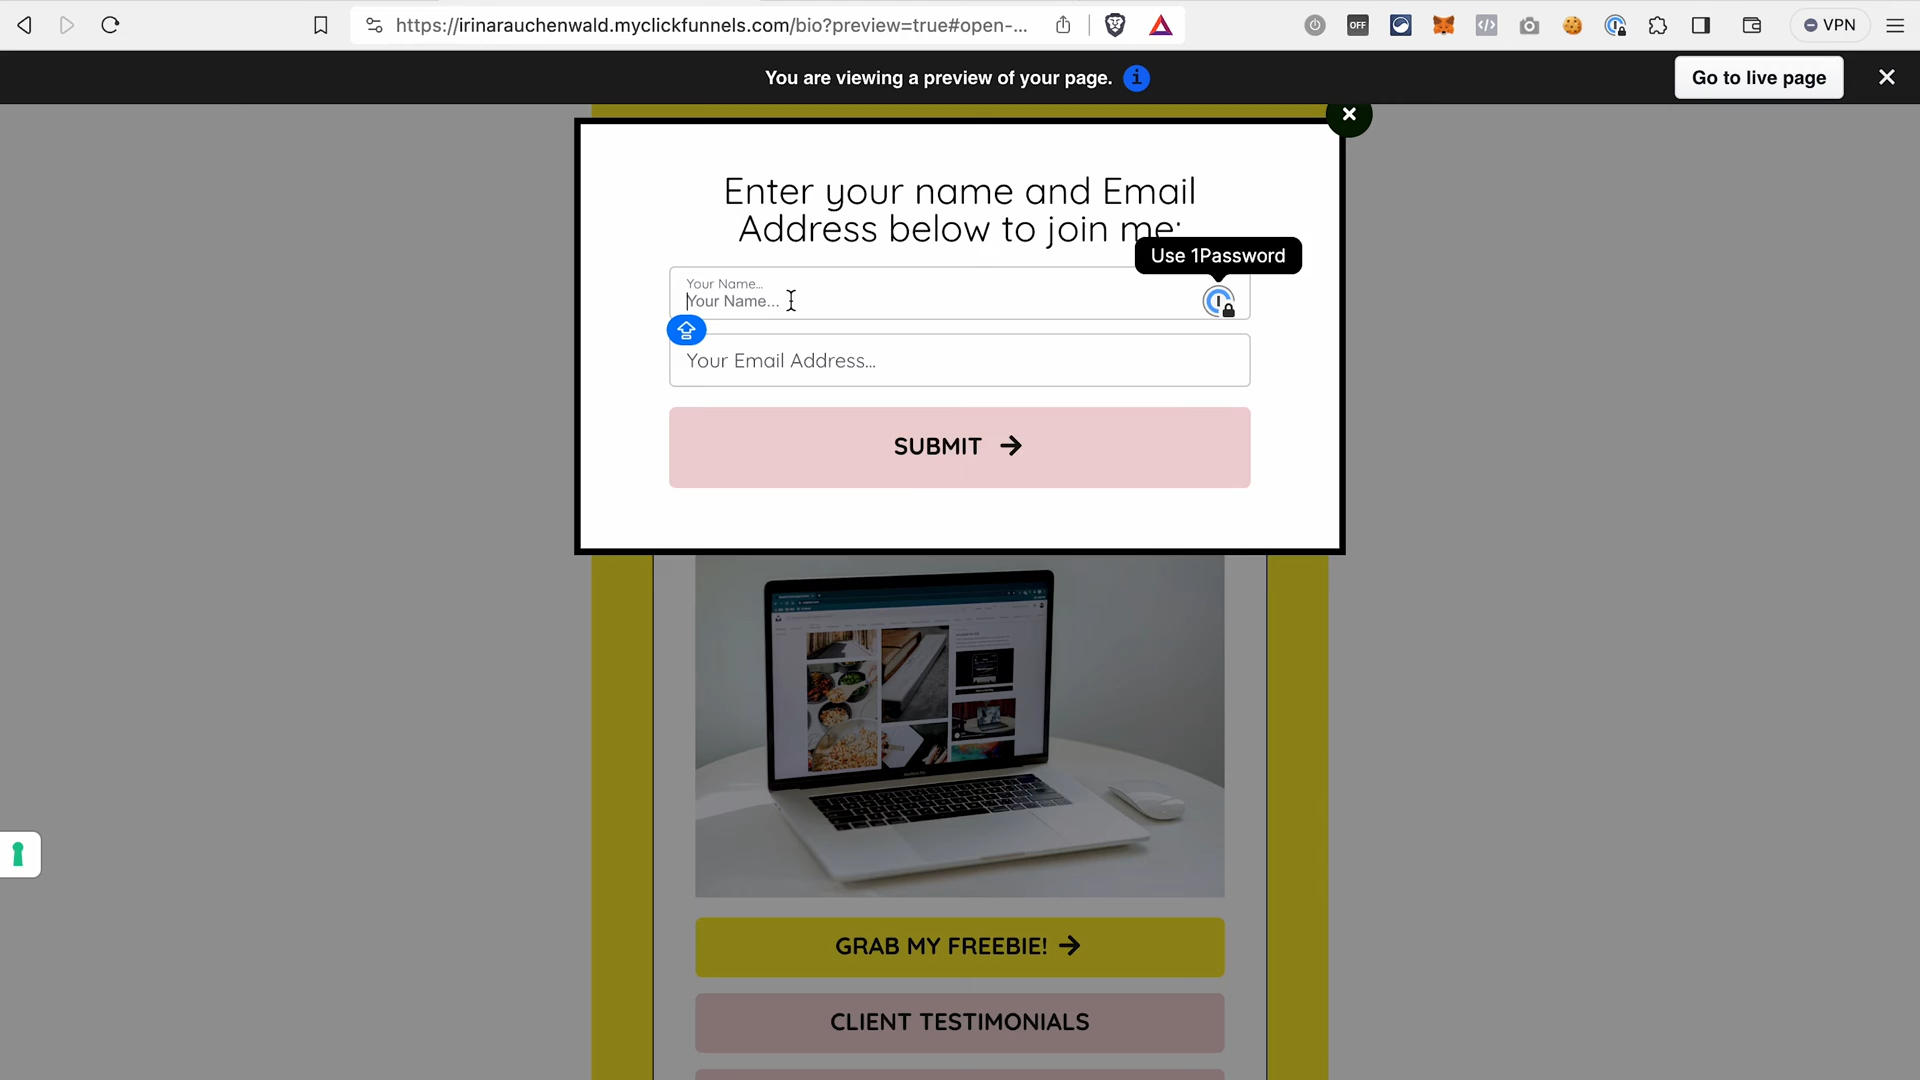 https://irinarauchenwald.myclickfunnels.com/bio?preview=true#open-...
OFF
VPN
You are viewing a preview of your page.
Go to live page
Enter your name and Email
Address below to join me:
Use 1Password
Your Name...
Your Name...
Your Email Address...
SUBMIT
GRAB MY FREEBIE!
CLIENT TESTIMONIALS